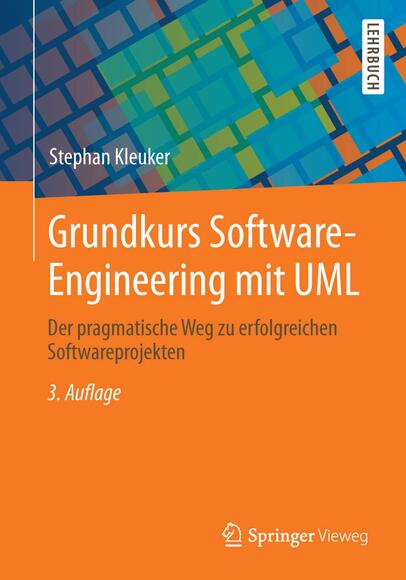 LEHRBUCH
Stephan Kleuker
Grundkurs Software-
Engineering mit UML
Der pragmatische Weg zu erfolgreichen
Softwareprojekten
3. Auflage
Springer Vieweg